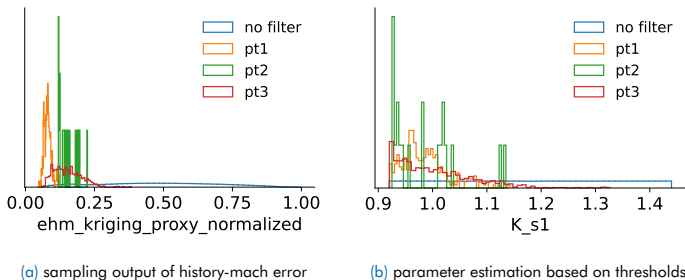 no filter
pt1
pt2
pt3
0.00 0.25 0.50 0.75 1.00
ehm_kriging_proxy_normalized
(a) sampling output of history-mach error
no filter
pt1
pt2
pt3
0.9 1.0 1.1 1.2 1.3 1.4
K_s1
(b) parameter estimation based on thresholds